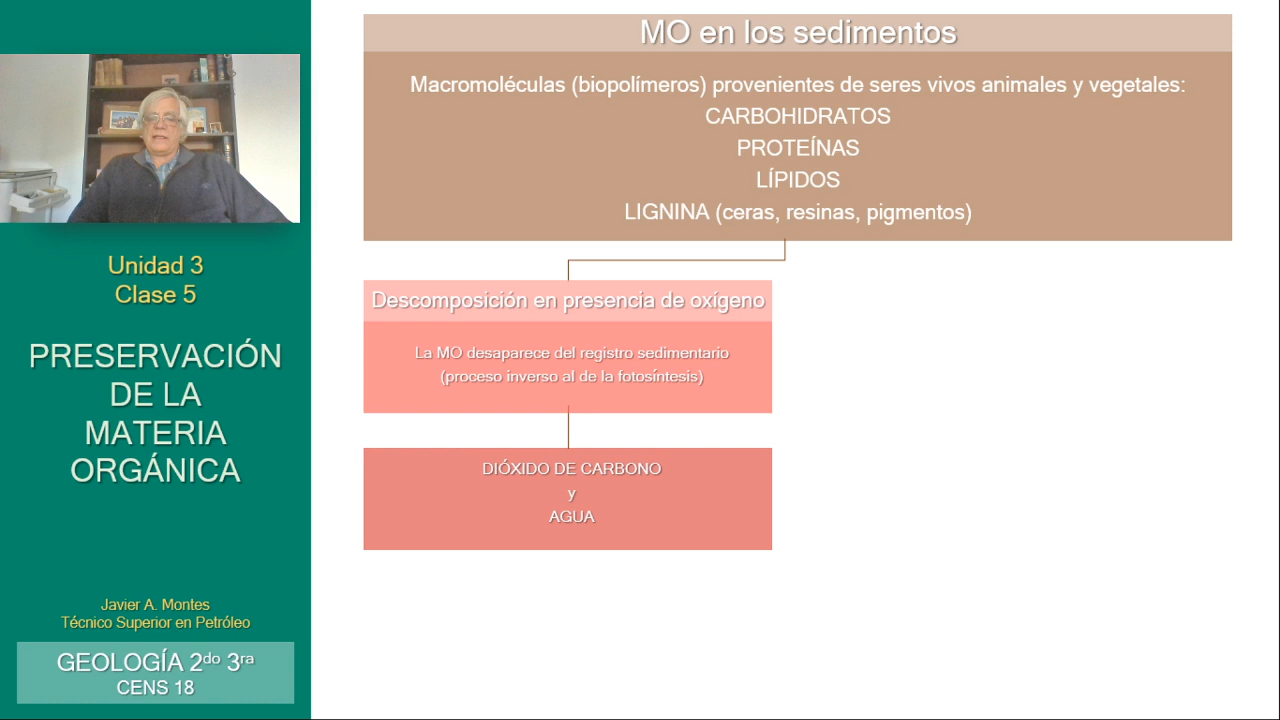 Unidad 3
Clase 5
PRESERVACIÓN
DE LA
MATERIA
ORGÁNICA
Javier A. Montes
Técnico Superior en Petróleo
GEOLOGÍA 2do 3ra
CENS 18
MO en los sedimentos
Macromoléculas (biopolímeros) provenientes de seres vivos animales y vegetales:
CARBOHIDRATOS
PROTEÍNAS
LÍPIDOS
LIGNINA (ceras, resinas, pigmentos)
Descomposición en presencia de oxígeno
La MO desaparece del registro sedimentario
(proceso inverso al de la fotosíntesis)
DIÓXIDO DE CARBONO
y
AGUA